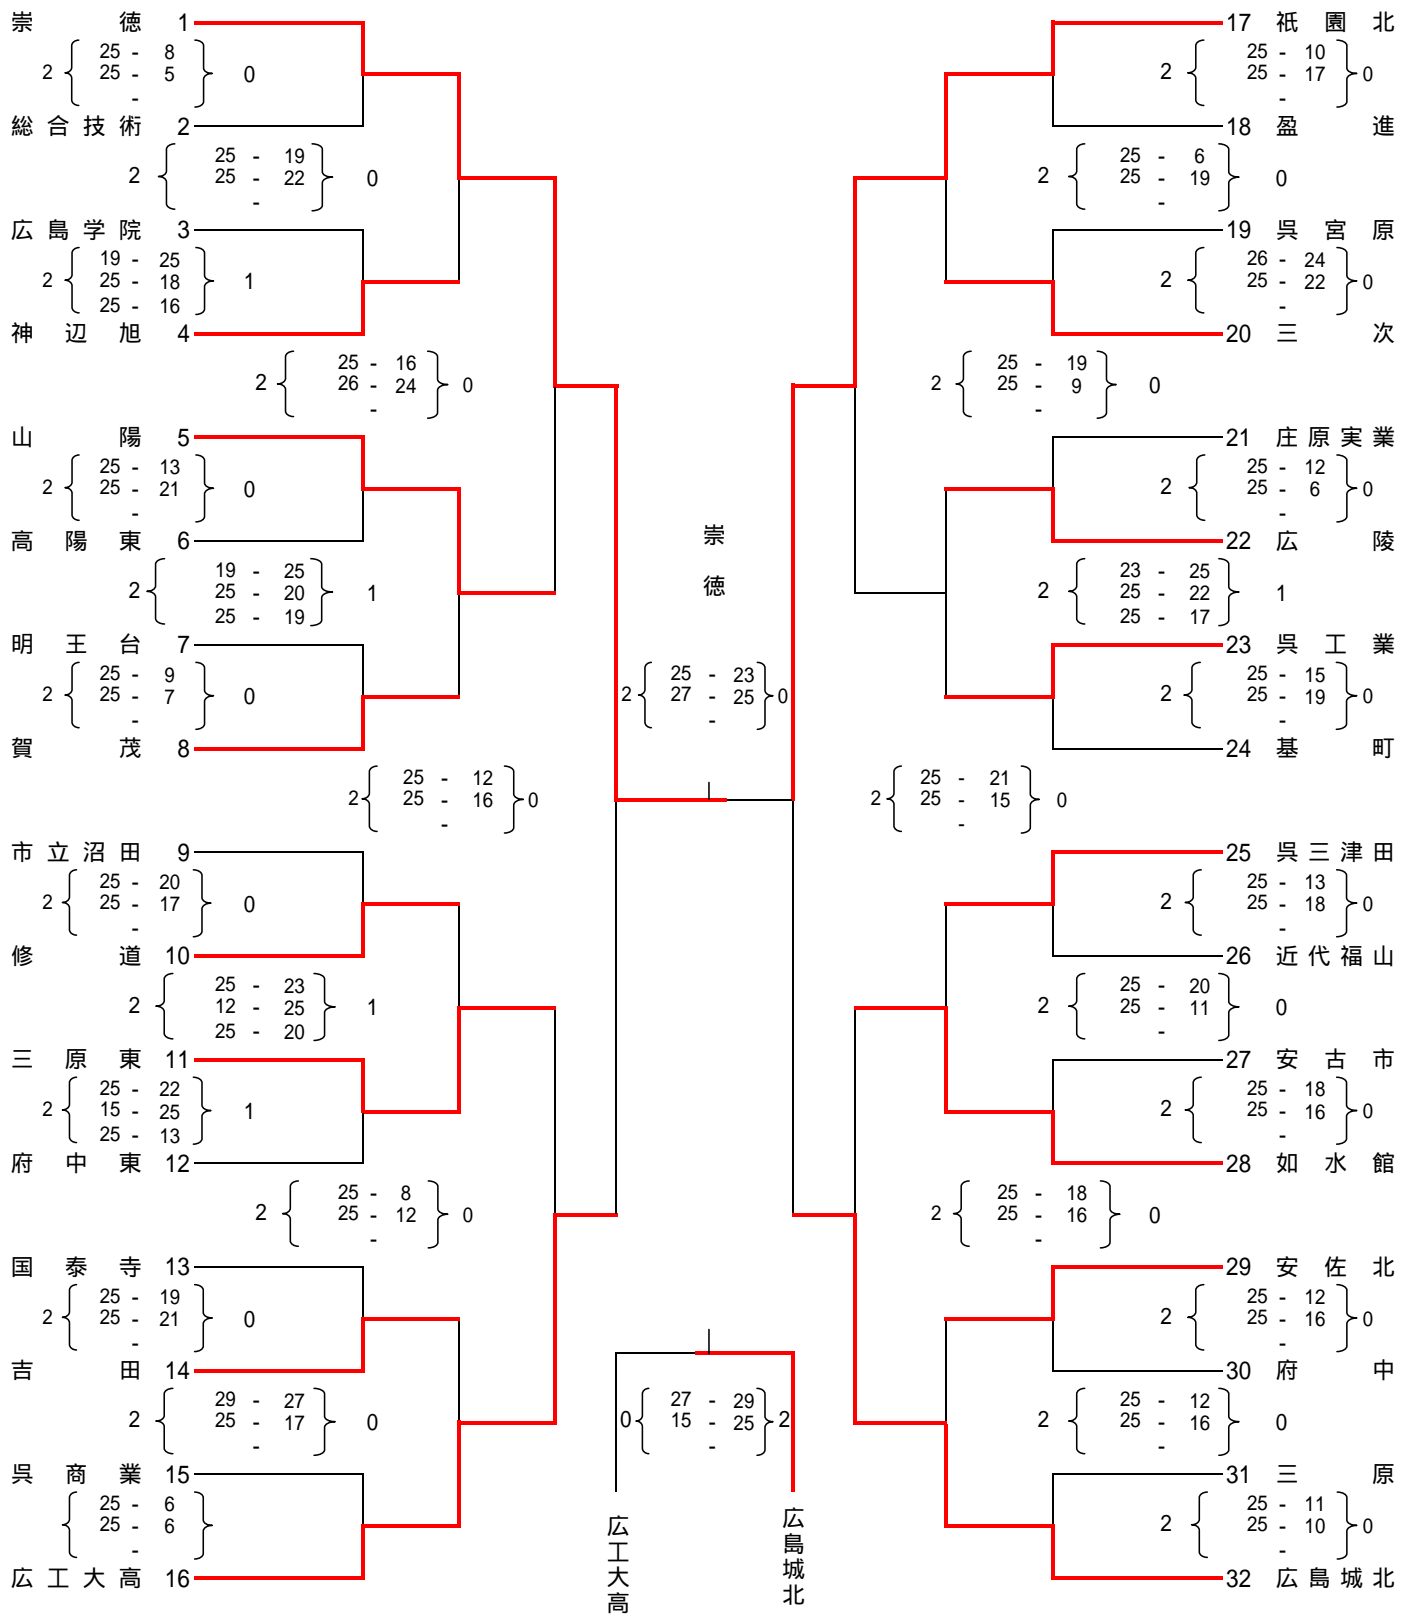 崇徳 1
25 - 8
2 25 - 5 0
-
総合技術 2
25 - 19
2 25 - 22 0
-
広島学院 3
19 - 25
2 25 - 18 1
25 - 16
神辺旭 4
25 - 16
2 26 - 24 0
-
山陽 5
25 - 13
2 25 - 21 0
-
高陽東 6
19 - 25
2 25 - 20 1
25 - 19
明王台 7
25 - 9
2 25 - 7 0
-
賀茂 8
25 - 12
2 25 - 16 0
-
市立沼田 9
25 - 20
2 25 - 17 0
-
修道 10
25 - 23
2 12 - 25 1
25 - 20
三原東 11
25 - 22
2 15 - 25 1
25 - 13
府中東 12
25 - 8
2 25 - 12 0
-
国泰寺 13
25 - 19
2 25 - 21 0
-
吉田 14
29 - 27
2 25 - 17 0
-
呉商業 15
25 - 6
25 - 6
-
広工大高 16
崇徳
25 - 23
2 27 - 25 0
-
27 - 29
0 15 - 25 2
-
広工大高
広島城北
17 祇園北
25 - 10
2 25 - 17 0
-
18 盈進
25 - 6
2 25 - 19 0
-
19 呉宮原
26 - 24
2 25 - 22 0
-
20 三次
25 - 19
2 25 - 9 0
-
21 庄原実業
25 - 12
2 25 - 6 0
-
22 広陵
23 - 25
2 25 - 22 1
25 - 17
23 呉工業
25 - 15
2 25 - 19 0
-
24 基町
25 - 21
2 25 - 15 0
-
25 呉三津田
25 - 13
2 25 - 18 0
-
26 近代福山
25 - 20
2 25 - 11 0
-
27 安古市
25 - 18
2 25 - 16 0
-
28 如水館
25 - 18
2 25 - 16 0
-
29 安佐北
25 - 12
2 25 - 16 0
-
30 府中
25 - 12
2 25 - 16 0
-
31 三原
25 - 11
2 25 - 10 0
-
32 広島城北